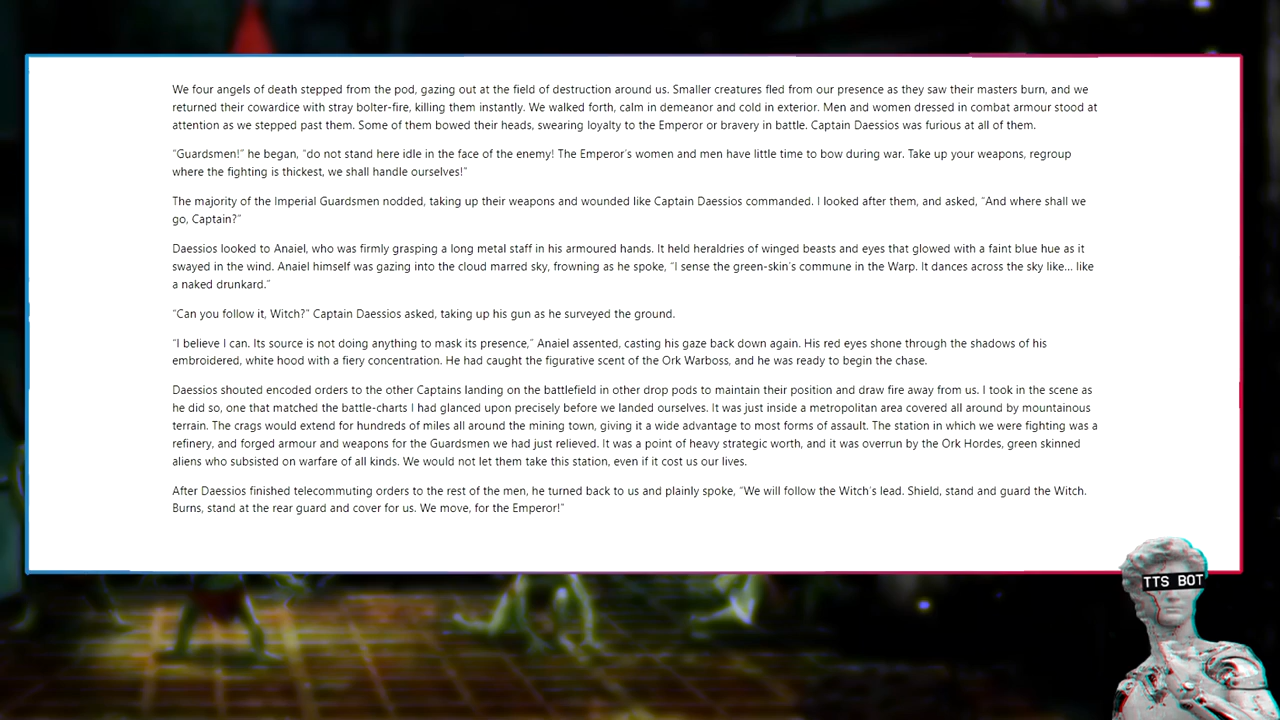 We four angels of death stepped from the pod, gazing out at the field of destruction around us. Smaller creatures fled from our presence as they saw their masters burn, and we
returned their cowardice with stray bolter-fire, killing them instantly. We walked forth, calm in demeanor and cold in exterior. Men and women dressed in combat armour stood at
attention as we stepped past them. Some of them bowed their heads, swearing loyalty to the Emperor or bravery in battle. Captain Daessios was furious at all of them.
“Guardsmen!” he began, “do not stand here idle in the face of the enemy! The Emperor’s women and men have little time to bow during war. Take up your weapons, regroup
where the fighting is thickest, we shall handle ourselves!”
The majority of the Imperial Guardsmen nodded, taking up their weapons and wounded like Captain Daessios commanded. I looked after them, and asked, “And where shall we
go, Captain?”
Daessios looked to Anaiel, who was firmly grasping a long metal staff in his armoured hands. It held heraldries of winged beasts and eyes that glowed with a faint blue hue as it
swayed in the wind. Anaiel himself was gazing into the cloud marred sky, frowning as he spoke, “I sense the green-skin’s commune in the Warp. It dances across the sky like… like
a naked drunkard.”
“Can you follow it, Witch?” Captain Daessios asked, taking up his gun as he surveyed the ground.
“I believe I can. Its source is not doing anything to mask its presence,” Anaiel assented, casting his gaze back down again. His red eyes shone through the shadows of his
embroidered, white hood with a fiery concentration. He had caught the figurative scent of the Ork Warboss, and he was ready to begin the chase.
Daessios shouted encoded orders to the other Captains landing on the battlefield in other drop pods to maintain their position and draw fire away from us. I took in the scene as
he did so, one that matched the battle-charts I had glanced upon precisely before we landed ourselves. It was just inside a metropolitan area covered all around by mountainous
terrain. The crags would extend for hundreds of miles all around the mining town, giving it a wide advantage to most forms of assault. The station in which we were fighting was a
refinery, and forged armour and weapons for the Guardsmen we had just relieved. It was a point of heavy strategic worth, and it was overrun by the Ork Hordes, green skinned
aliens who subsisted on warfare of all kinds. We would not let them take this station, even if it cost us our lives.
After Daessios finished telecommuting orders to the rest of the men, he turned back to us and plainly spoke, “We will follow the Witch’s lead. Shield, stand and guard the Witch.
Burns, stand at the rear guard and cover for us. We move, for the Emperor!”
TTS BOT